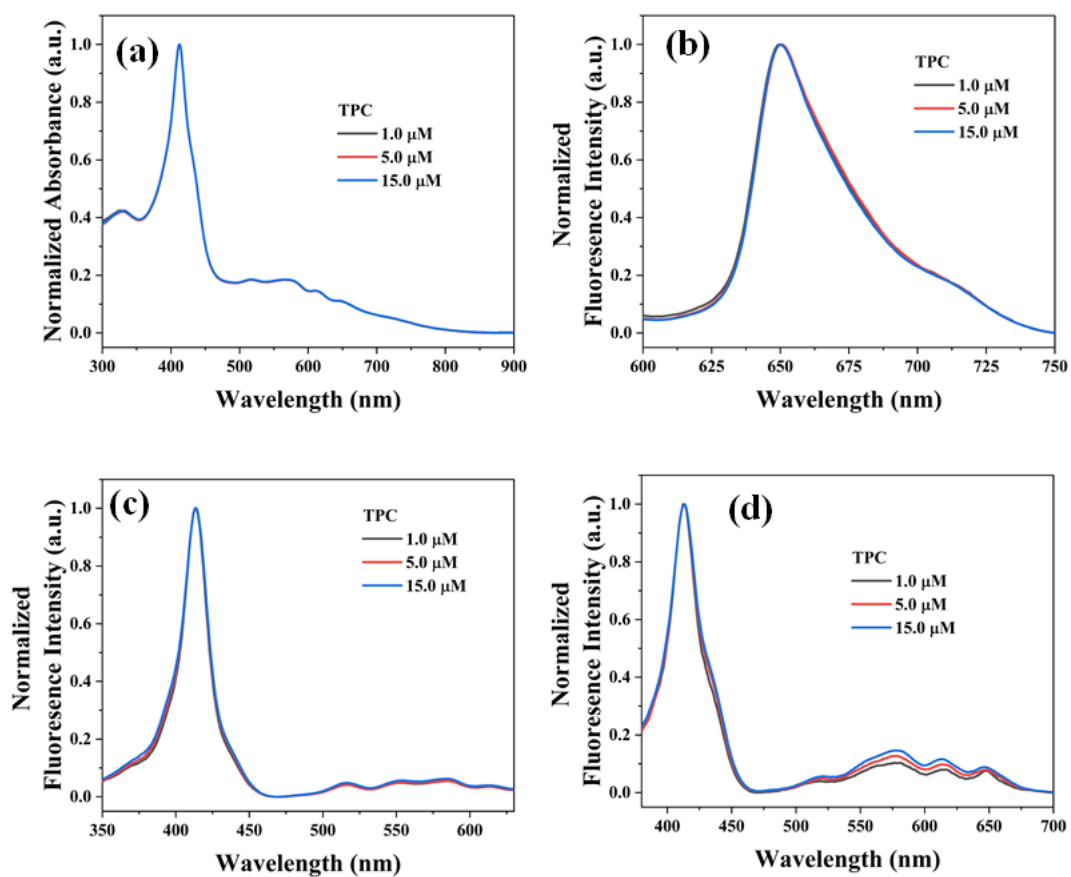 (a)
Normalized Absorbance (a.u.)
1.0
0.8
0.6
0.4
0.2
0.0
TPC
1.0 μM
5.0 μM
15.0 μM
300 400 500 600 700 800 900
Wavelength (nm)
(b)
Normalized
Fluoresence Intensity (a.u.)
1.0
0.8
0.6
0.4
0.2
0.0
TPC
1.0 μM
5.0 μM
15.0 μM
600 625 650 675 700 725 750
Wavelength (nm)
(c)
Normalized
Fluoresence Intensity (a.u.)
1.0
0.8
0.6
0.4
0.2
0.0
TPC
1.0 μM
5.0 μM
15.0 μM
350 400 450 500 550 600
Wavelength (nm)
(d)
Normalized
Fluoresence Intensity (a.u.)
1.0
0.8
0.6
0.4
0.2
0.0
TPC
1.0 μM
5.0 μM
15.0 μM
400 450 500 550 600 650 700
Wavelength (nm)